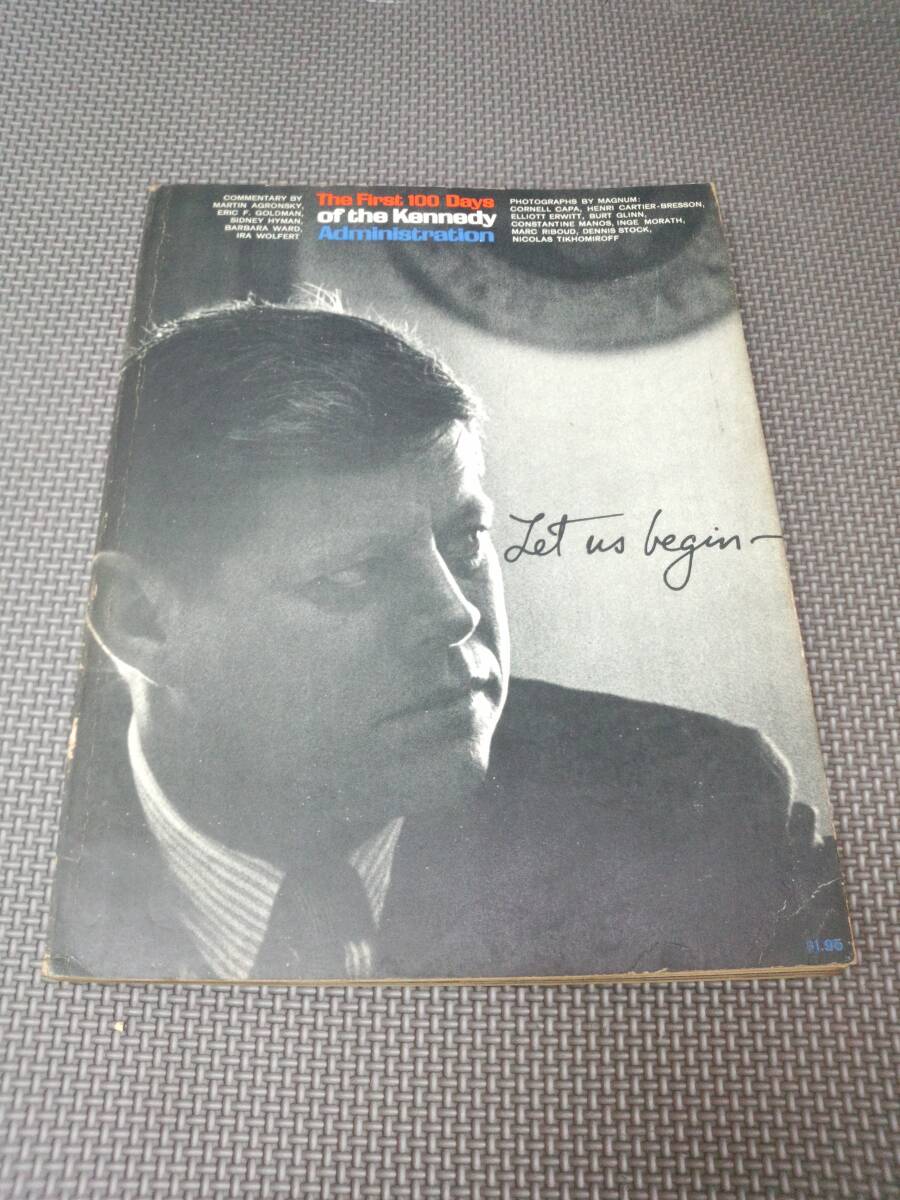 COMMENTARY BY
MARTIN AGRONSKY,
ERIC F. GOLDMAN,
SIDNEY HYMAN,
BARBARA WARD,
IRA WOLFERT
The First 100 Days
of the Kennedy
Administration
PHOTOGRAPHS BY MAGNUM:
CORNELL CAPA, HENRI CARTIER-BRESSON,
ELLIOTT ERWITT, BURT GLINN,
CONSTANTINE MANOS, INGE MORATH,
MARC RIBOUD, DENNIS STOCK,
NICOLAS TIKHOMIROFF
Let us begin—
$1.95